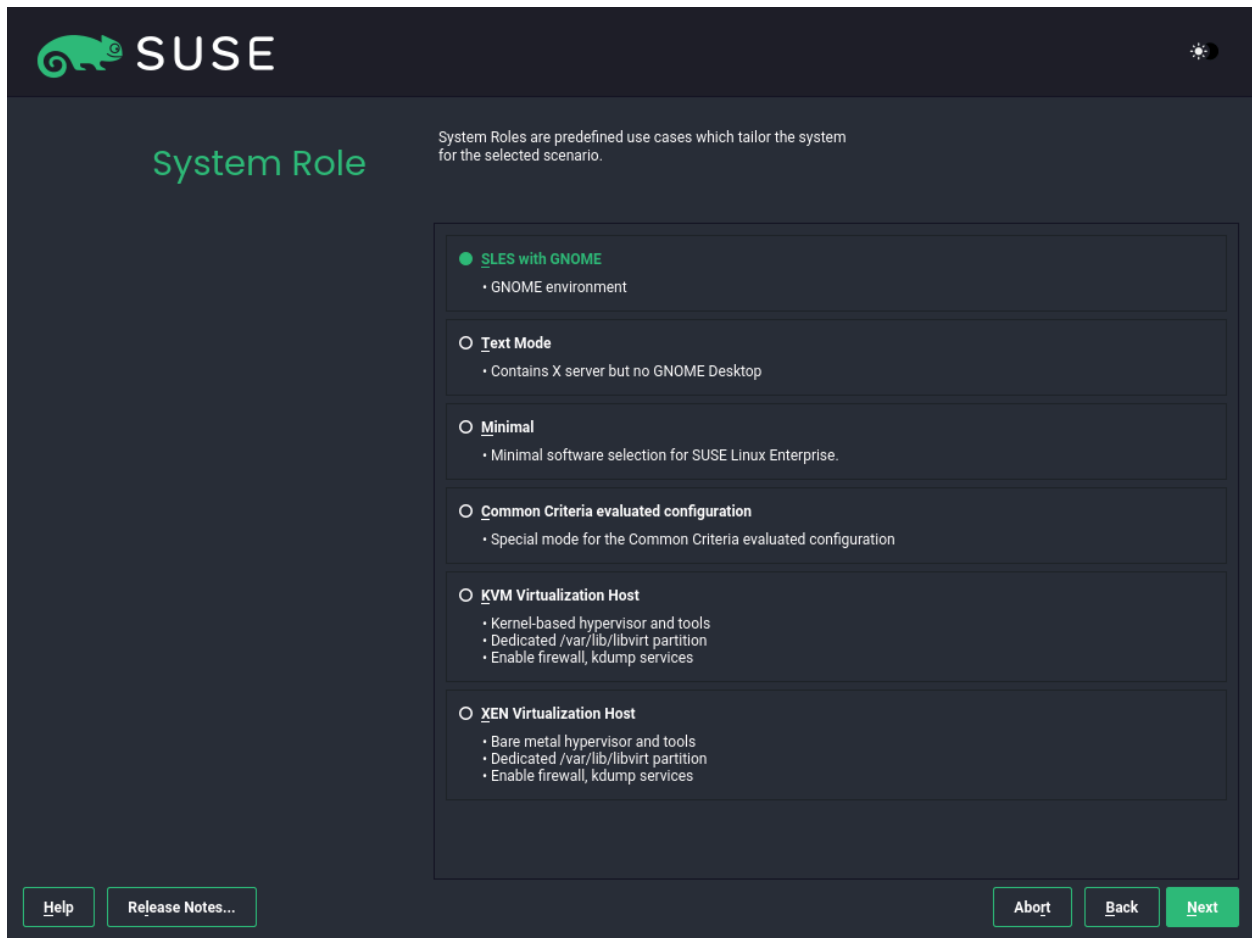 SUSE
System Role
System Roles are predefined use cases which tailor the system
for the selected scenario.
SLES with GNOME
• GNOME environment
Text Mode
• Contains X server but no GNOME Desktop
Minimal
• Minimal software selection for SUSE Linux Enterprise.
Common Criteria evaluated configuration
• Special mode for the Common Criteria evaluated configuration
KVM Virtualization Host
• Kernel-based hypervisor and tools
• Dedicated /var/lib/libvirt partition
• Enable firewall, kdump services
XEN Virtualization Host
• Bare metal hypervisor and tools
• Dedicated /var/lib/libvirt partition
• Enable firewall, kdump services
Help
Release Notes...
Abort
Back
Next